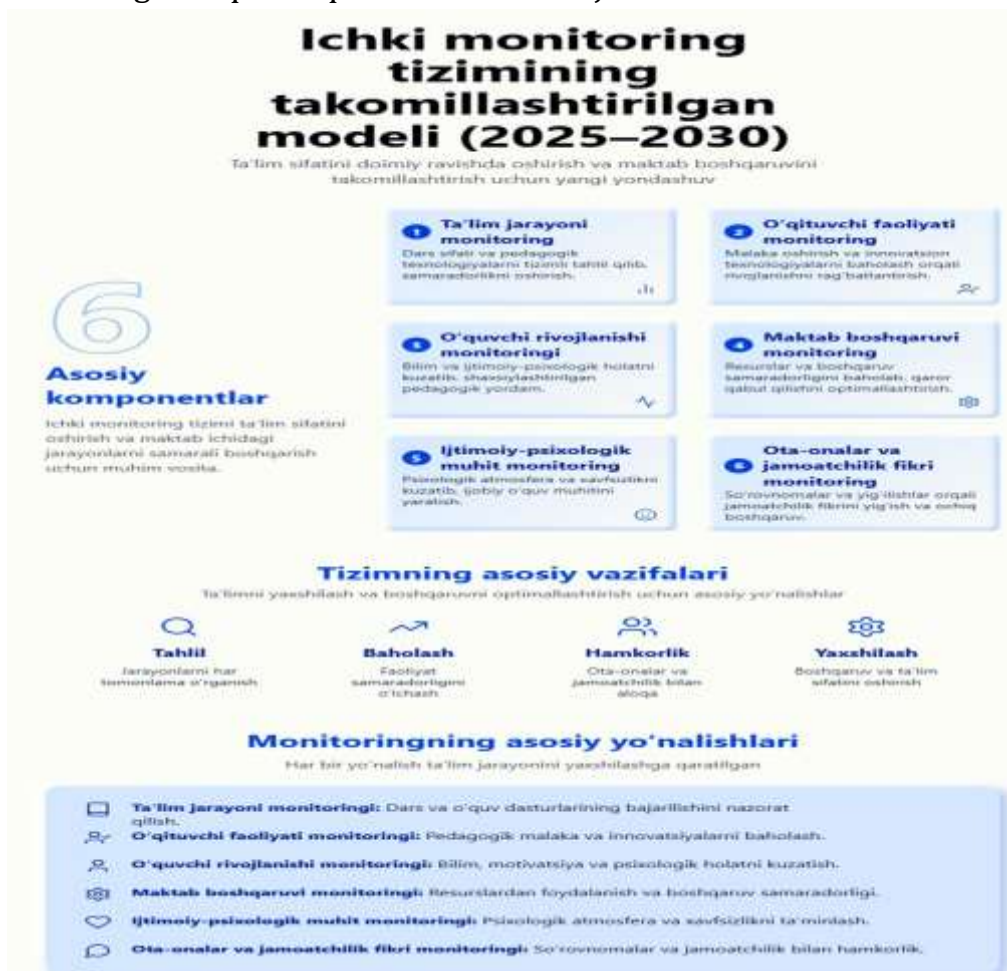 Ichki monitoring
tizimining
takomillashtirilgan
modeli (2025–2030)
Ta'lim sifatini doimiy ravishda oshirish va maktab boshqaruvini
takomillashtirish uchun yangi yondashuv
6
Asosiy
komponentlar
Ichki monitoring tizimi ta'lim sifatini
oshirish va maktab ichidagi
jarayonlarni samarali boshqarish
uchun muhim vosita.
1 Ta'lim jarayoni
monitoring
Dars sifati va pedagogik
texnologiyalarni tizimli tahlil qilib,
samaradorlikni oshirish.
2 O'qituvchi faoliyati
monitoring
Malaka oshirish va innovatsion
texnologiyalarni baholash orqali
rivojlanishni rag'batlantirish.
3 O'quvchi rivojlanishi
monitoringi
Bilim va ijtimoiy-psixologik holatni
kuzatib, shaxsiylashtirilgan
pedagogik yordam.
4 Maktab boshqaruvi
monitoring
Resurslar va boshqaruv
samaradorligini baholab, qaror
qabul qilishni optimallashtirish.
5 Ijtimoiy-psixologik
muhit monitoring
Psixologik atmosfera va xavfsizlikni
kuzatib, ijobiy o'quv muhitini
yaratish.
6 Ota-onalar va
jamoatchilik fikri
monitoring
So'rovnomalar va yig'ilishlar orqali
jamoatchilik fikrini yig'ish va ochiq
boshqaruv.
Tizimning asosiy vazifalari
Ta'limni yaxshilash va boshqaruvni optimallashtirish uchun asosiy yo'nalishlar
Tahlil
Jarayonlarni har
tomonlama o'rganish
Baholash
Faoliyat
samaradorligini
o'lchash
Hamkorlik
Ota-onalar va
jamoatchilik bilan
aloqa
Yaxshilash
Boshqaruv va ta'lim
sifatini oshirish
Monitoringning asosiy yo'nalishlari
Har bir yo'nalish ta'lim jarayonini yaxshilashga qaratilgan
Ta'lim jarayoni monitoringi: Dars va o'quv dasturlarining bajarilishini nazorat
qilish.
O'qituvchi faoliyati monitoringi: Pedagogik malaka va innovatsiyalarni baholash.
O'quvchi rivojlanishi monitoringi: Bilim, motivatsiya va psixologik holatni kuzatish.
Maktab boshqaruvi monitoringi: Resurslardan foydalanish va boshqaruv samaradorligi.
Ijtimoiy-psixologik muhit monitoringi: Psixologik atmosfera va xavfsizlikni ta'minlash.
Ota-onalar va jamoatchilik fikri monitoringi: So'rovnomalar va jamoatchilik bilan hamkorlik.